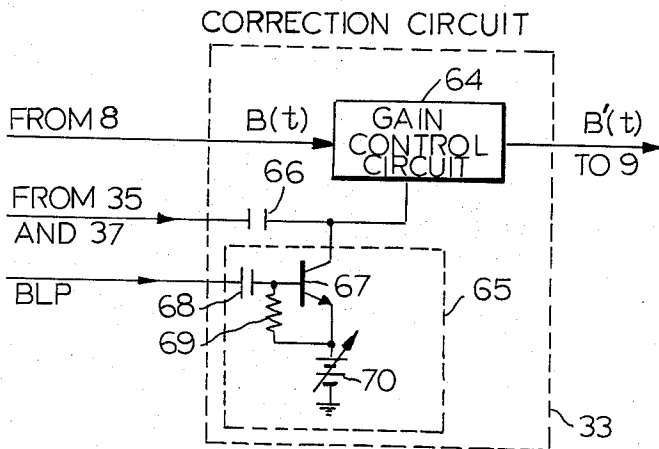 CORRECTION CIRCUIT
64
FROM 8
B(t)
GAIN
CONTROL
CIRCUIT
B'(t)
TO 9
66
FROM 35
AND 37
BLP
67
65
68
69
70
33